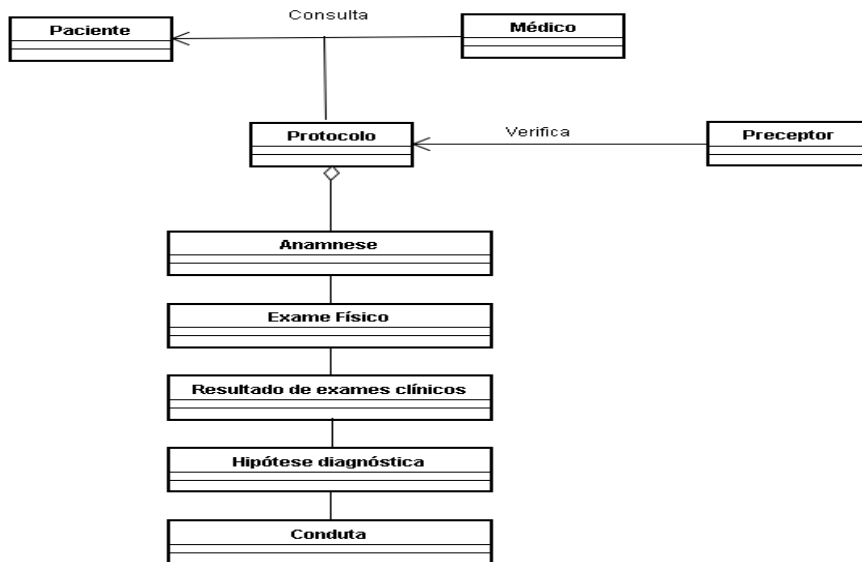 Consulta
Paciente
Médico
Protocolo
Verifica
Preceptor
Anamnese
Exame Físico
Resultado de exames clínicos
Hipótese diagnóstica
Conduta